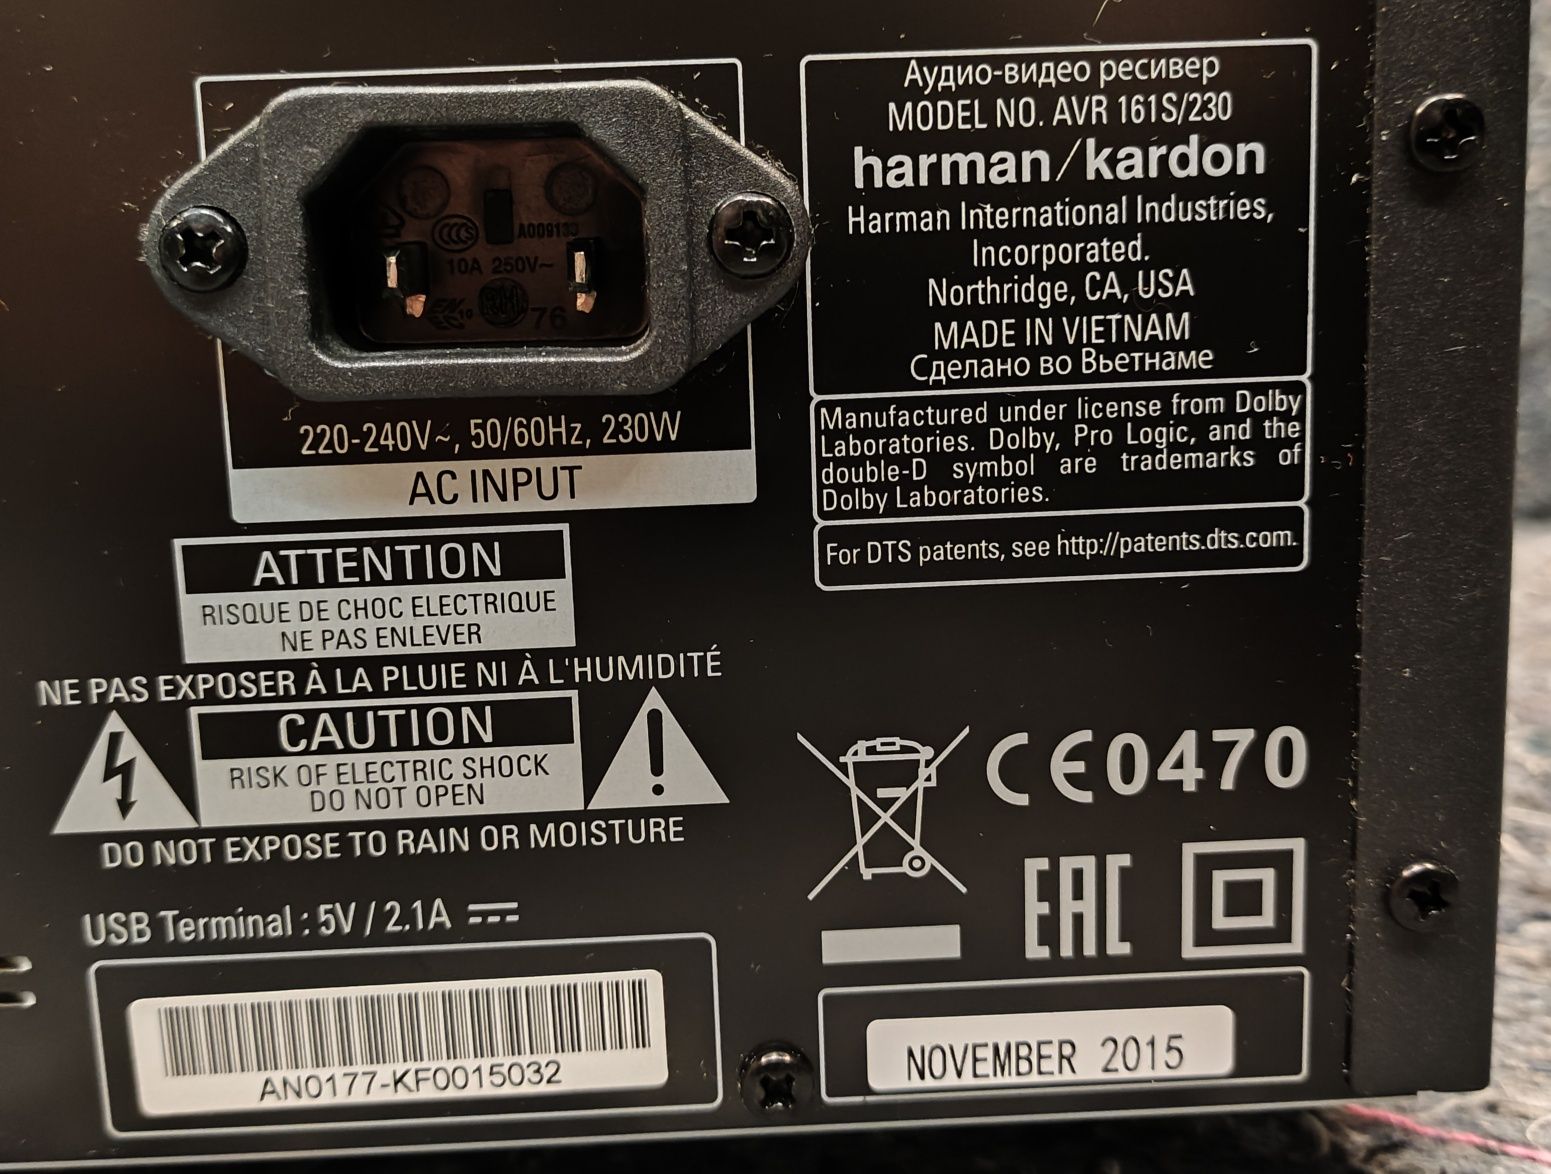 A009133
10A 250V~
10
76
220-240V~, 50/60Hz, 230W
AC INPUT
Аудио-видео ресивер
MODEL NO. AVR 161S/230
harman/kardon
Harman International Industries,
Incorporated.
Northridge, CA, USA
MADE IN VIETNAM
Сделано во Вьетнаме
Manufactured under license from Dolby
Laboratories. Dolby, Pro Logic, and the
double-D symbol are trademarks of
Dolby Laboratories.
For DTS patents, see http://patents.dts.com.
ATTENTION
RISQUE DE CHOC ELECTRIQUE
NE PAS ENLEVER
NE PAS EXPOSER À LA PLUIE NI À L'HUMIDITÉ
CAUTION
RISK OF ELECTRIC SHOCK
DO NOT OPEN
DO NOT EXPOSE TO RAIN OR MOISTURE
CE0470
EAC
USB Terminal : 5V / 2.1A
AN0177-KF0015032
NOVEMBER 2015